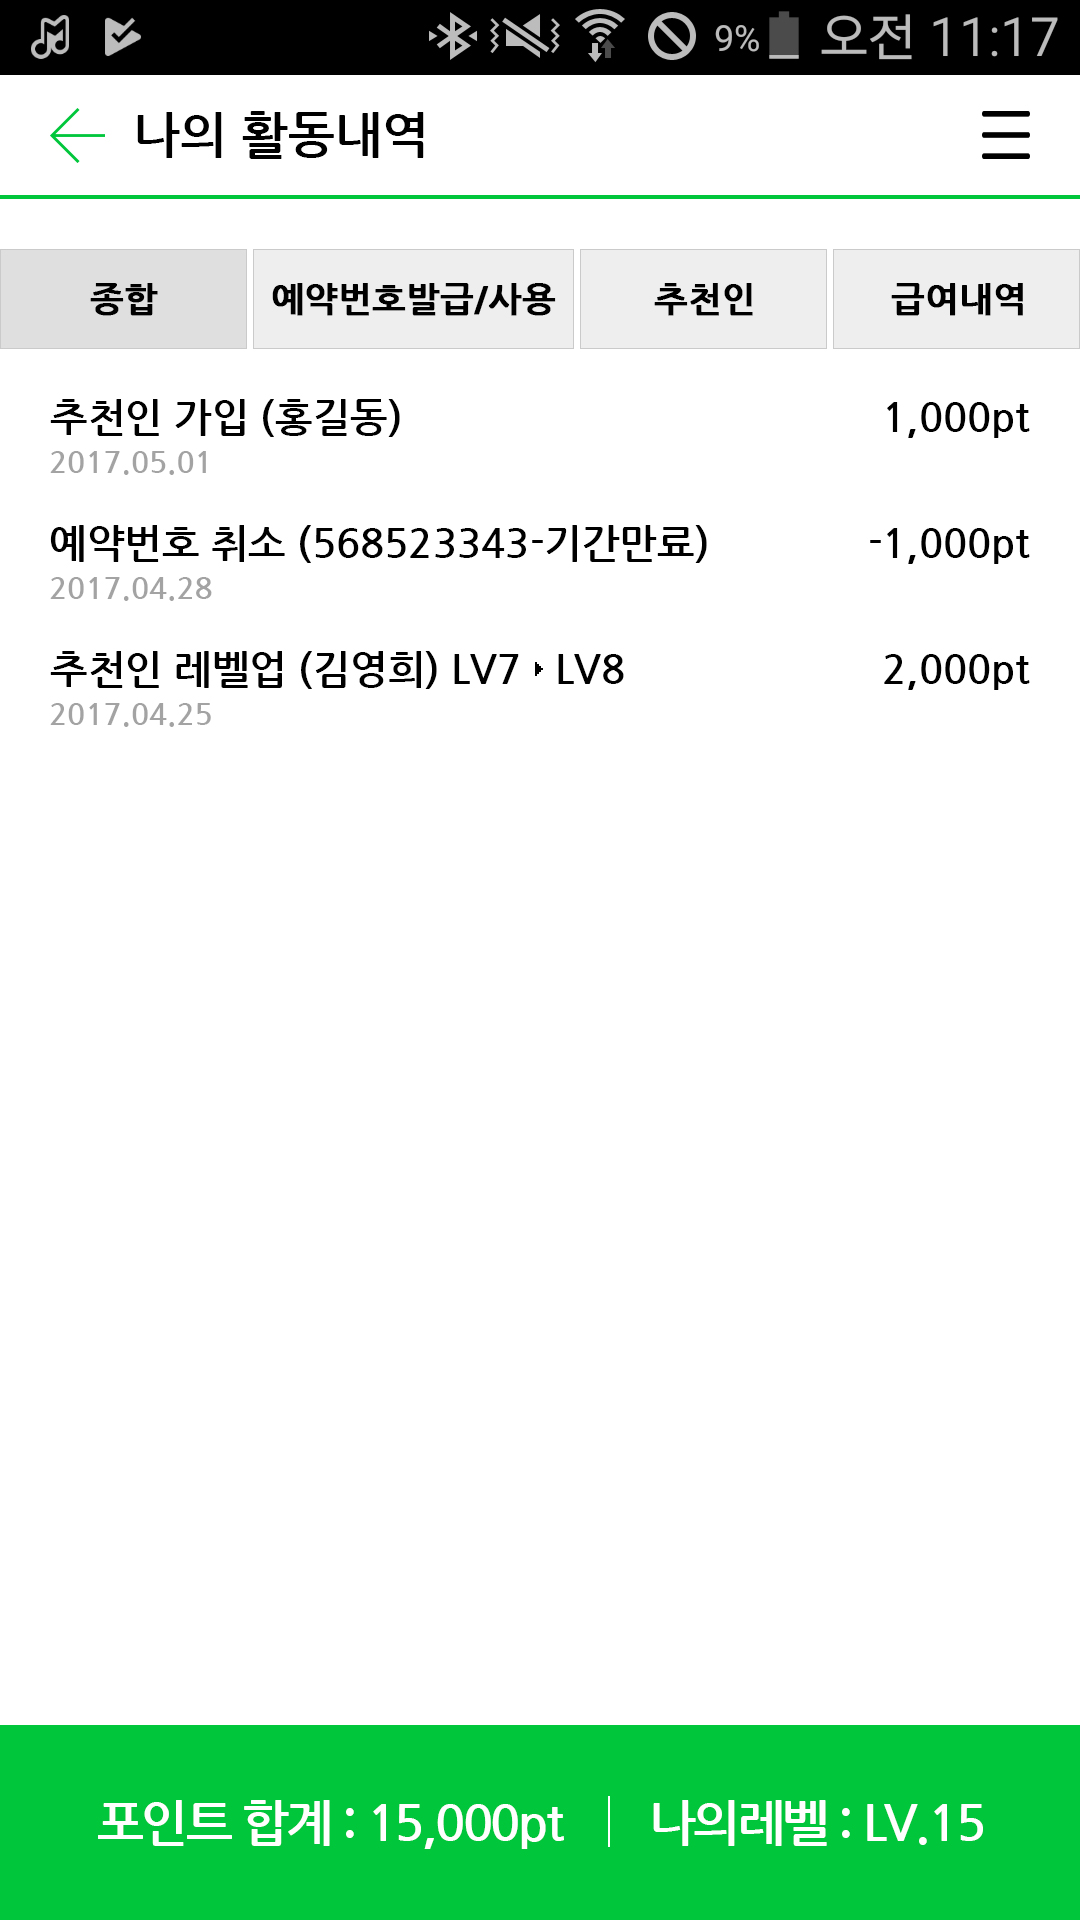 9% 오전 11:17
나의 활동내역
종합 예약번호발급/사용 추천인 급여내역
추천인 가입 (홍길동) 1,000pt
2017.05.01
예약번호 취소 (568523343-기간만료) -1,000pt
2017.04.28
추천인 레벨업 (김영희) LV7 ▸ LV8 2,000pt
2017.04.25
포인트 합계 : 15,000pt | 나의레벨 : LV.15